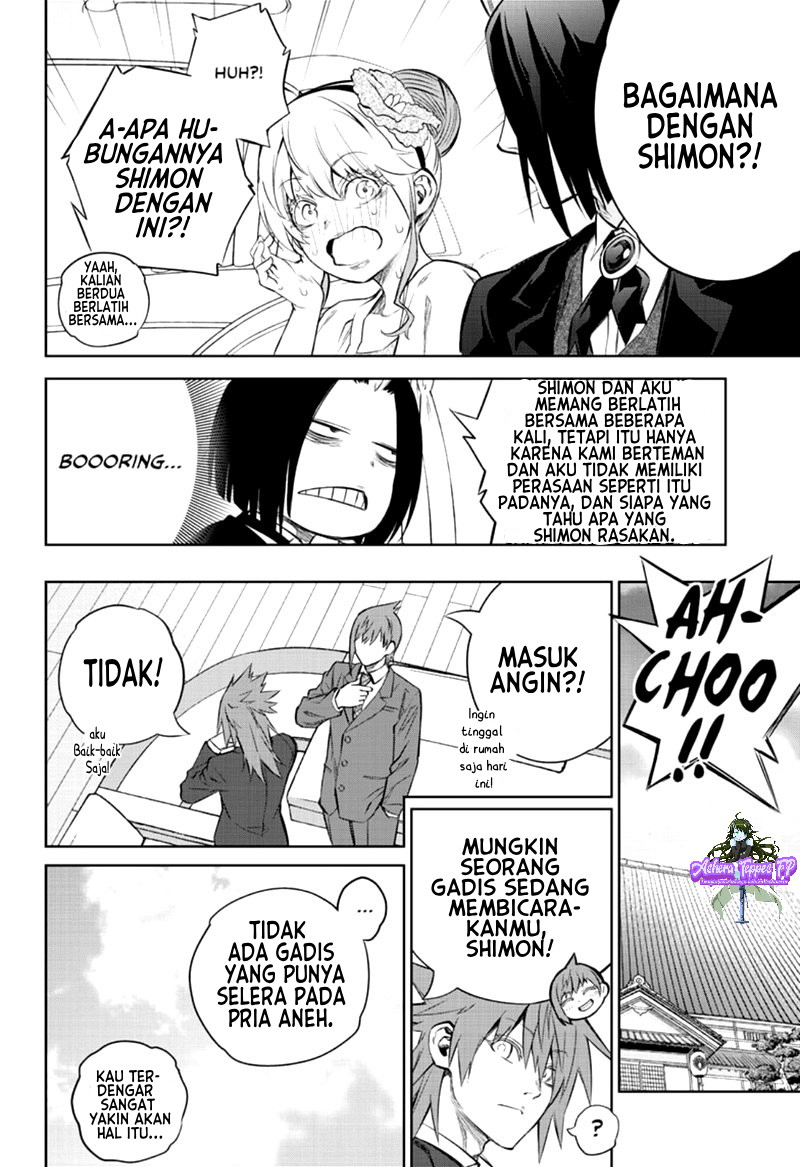 BAGAIMANA
DENGAN
SHIMON?!
HUH?!
A-APA HU-
BUNGANNYA
SHIMON
DENGAN
INI?!
YAAH,
KALIAN
BERDUA
BERLATIH
BERSAMA...
SHIMON DAN AKU
MEMANG BERLATIH
BERSAMA BEBERAPA
KALI, TETAPI ITU HANYA
KARENA KAMI BERTEMAN
DAN AKU TIDAK MEMILIKI
PERASAAN SEPERTI ITU
PADANYA, DAN SIAPA YANG
TAHU APA YANG
SHIMON RASAKAN.
BOOORING...
AH-
CHOO
!!
MASUK
ANGIN?!
Ingin
tinggal
di rumah
saja hari
ini!
TIDAK!
aku
Baik-baik
Saja!
MUNGKIN
SEORANG
GADIS SEDANG
MEMBICARA-
KANMU,
SHIMON!
?
...
TIDAK
ADA GADIS
YANG PUNYA
SELERA PADA
PRIA ANEH.
KAU TER-
DENGAR
SANGAT
YAKIN AKAN
HAL ITU...